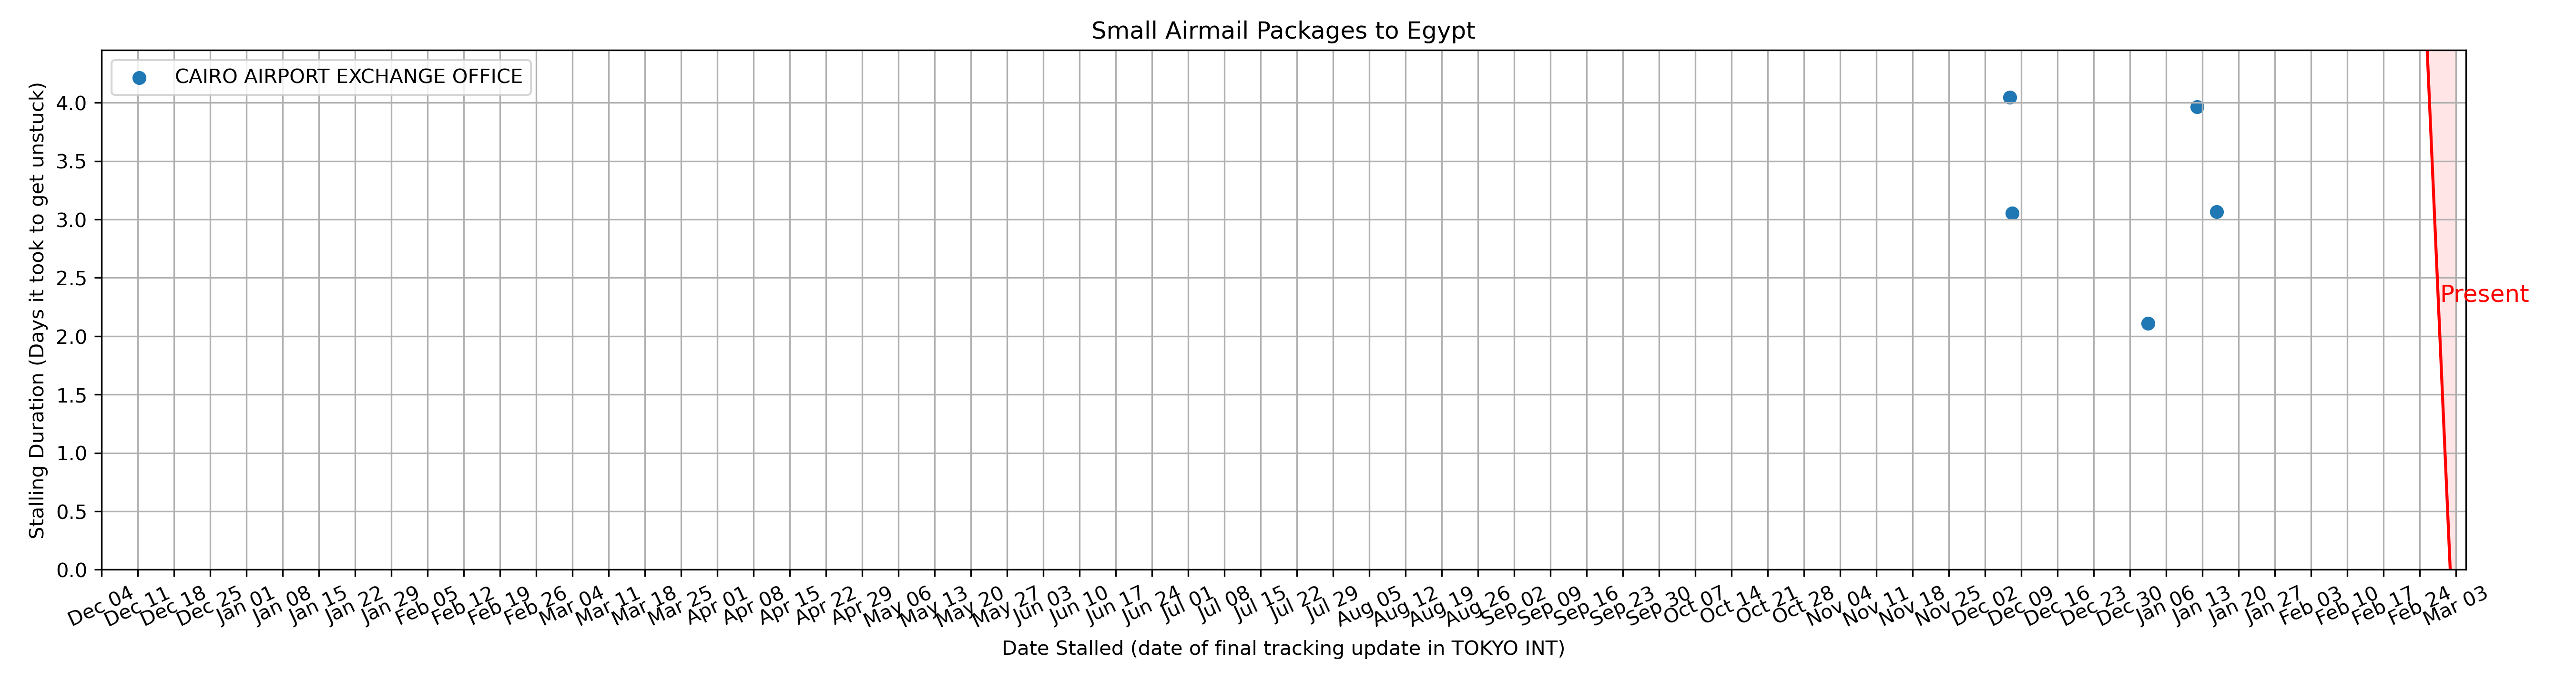 Small Airmail Packages to Egypt
CAIRO AIRPORT EXCHANGE OFFICE
Stalling Duration (Days it took to get unstuck)
4.0
3.5
3.0
2.5
2.0
1.5
1.0
0.5
0.0
Present
Dec 04
Dec 11
Dec 18
Dec 25
Jan 01
Jan 08
Jan 15
Jan 22
Jan 29
Feb 05
Feb 12
Feb 19
Feb 26
Mar 04
Mar 11
Mar 18
Mar 25
Apr 01
Apr 08
Apr 15
Apr 22
Apr 29
May 06
May 13
May 20
May 27
Jun 03
Jun 10
Jun 17
Jun 24
Jul 01
Jul 08
Jul 15
Jul 22
Jul 29
Aug 05
Aug 12
Aug 19
Aug 26
Sep 02
Sep 09
Sep 16
Sep 23
Sep 30
Oct 07
Oct 14
Oct 21
Oct 28
Nov 04
Nov 11
Nov 18
Nov 25
Dec 02
Dec 09
Dec 16
Dec 23
Dec 30
Jan 06
Jan 13
Jan 20
Jan 27
Feb 03
Feb 10
Feb 17
Feb 24
Mar 03
Date Stalled (date of final tracking update in TOKYO INT)